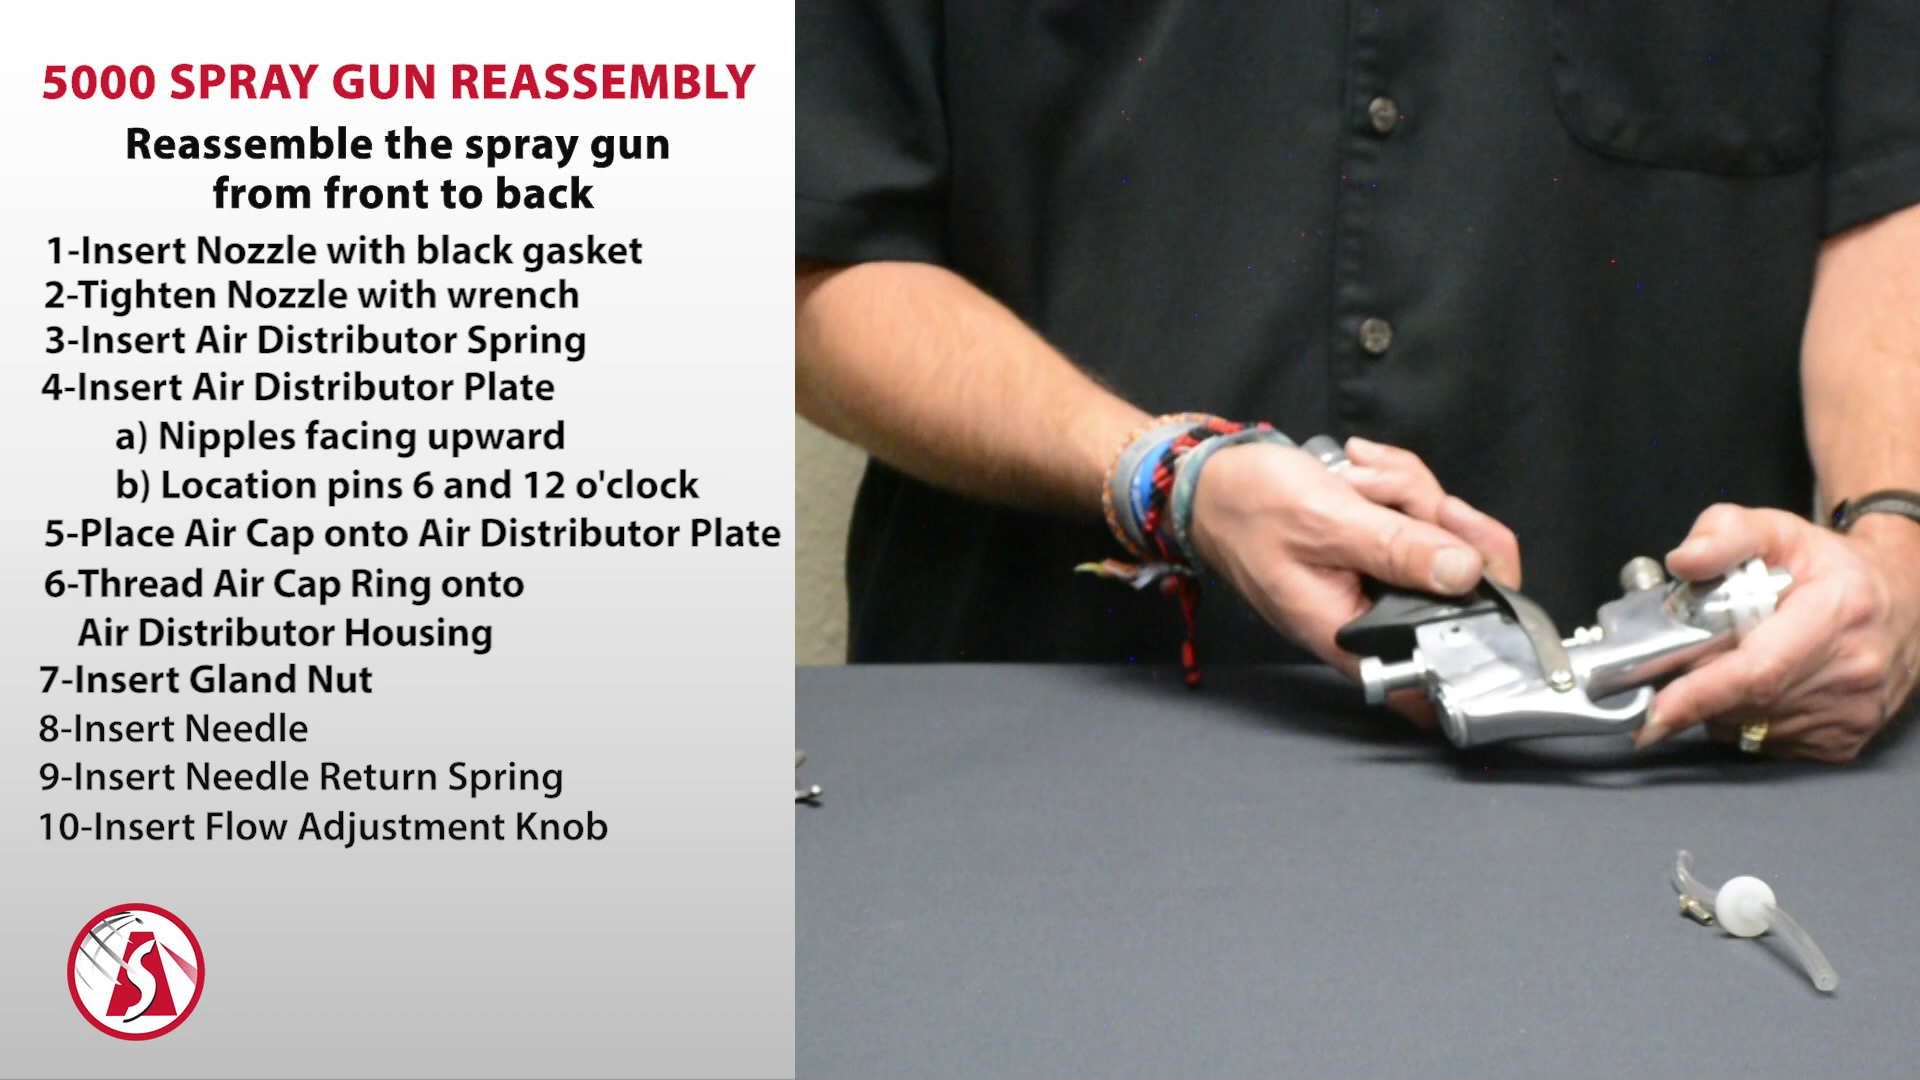 5000 SPRAY GUN REASSEMBLY
Reassemble the spray gun
from front to back
1-Insert Nozzle with black gasket
2-Tighten Nozzle with wrench
3-Insert Air Distributor Spring
4-Insert Air Distributor Plate
a) Nipples facing upward
b) Location pins 6 and 12 o'clock
5-Place Air Cap onto Air Distributor Plate
6-Thread Air Cap Ring onto
Air Distributor Housing
7-Insert Gland Nut
8-Insert Needle
9-Insert Needle Return Spring
10-Insert Flow Adjustment Knob
AS